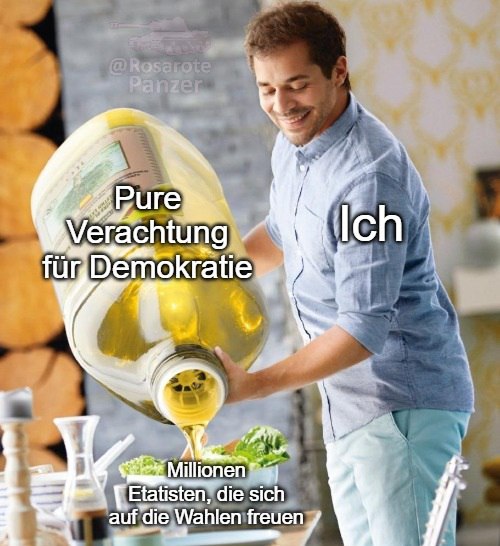 @Rosarote
Panzer
Pure
Verachtung
für Demokratie
Ich
Millionen
Etatisten, die sich
auf die Wahlen freuen